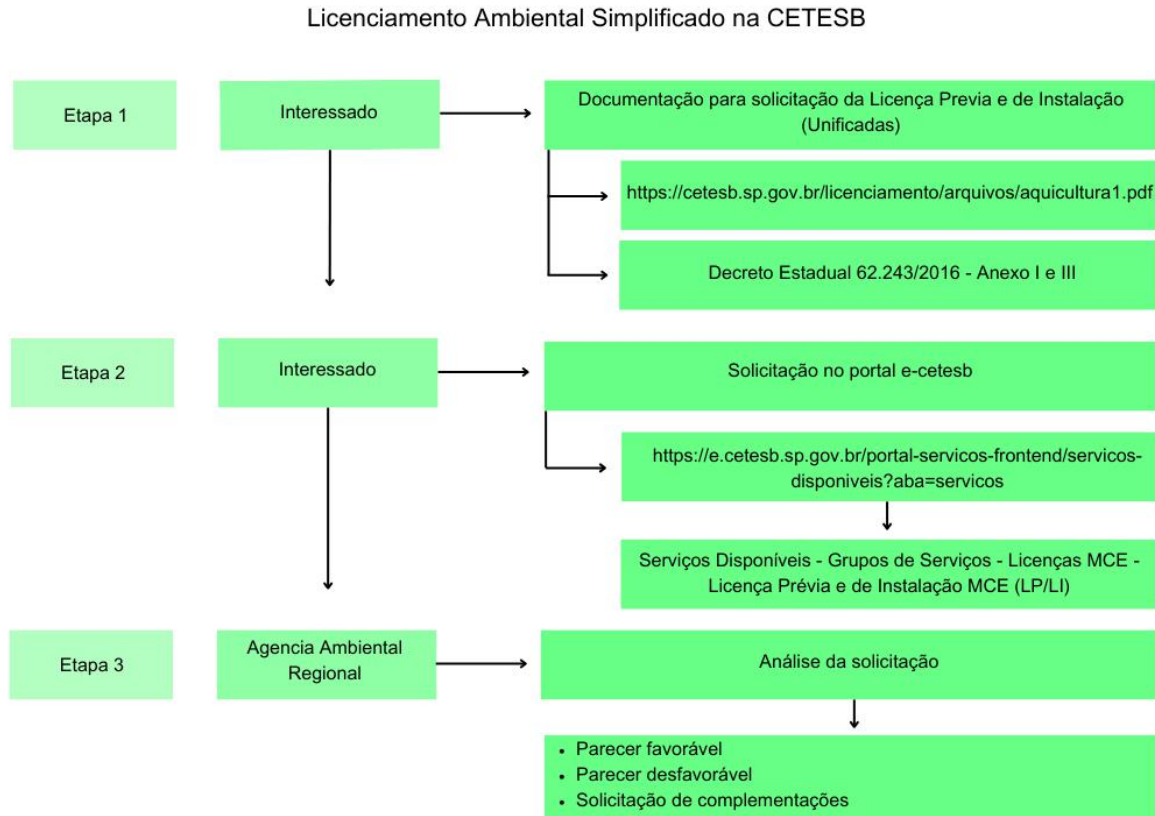 Licenciamento Ambiental Simplificado na CETESB
Etapa 1
Interessado
Documentação para solicitação da Licença Previa e de Instalação
(Unificadas)
https://cetesb.sp.gov.br/licenciamento/arquivos/aquicultura1.pdf
Decreto Estadual 62.243/2016 - Anexo I e III
Etapa 2
Interessado
Solicitação no portal e-cetesb
https://e.cetesb.sp.gov.br/portal-servicos-frontend/servicos-
disponiveis?aba=servicos
Serviços Disponíveis - Grupos de Serviços - Licenças MCE -
Licença Prévia e de Instalação MCE (LP/LI)
Etapa 3
Agencia Ambiental
Regional
Análise da solicitação
• Parecer favorável
• Parecer desfavorável
• Solicitação de complementações